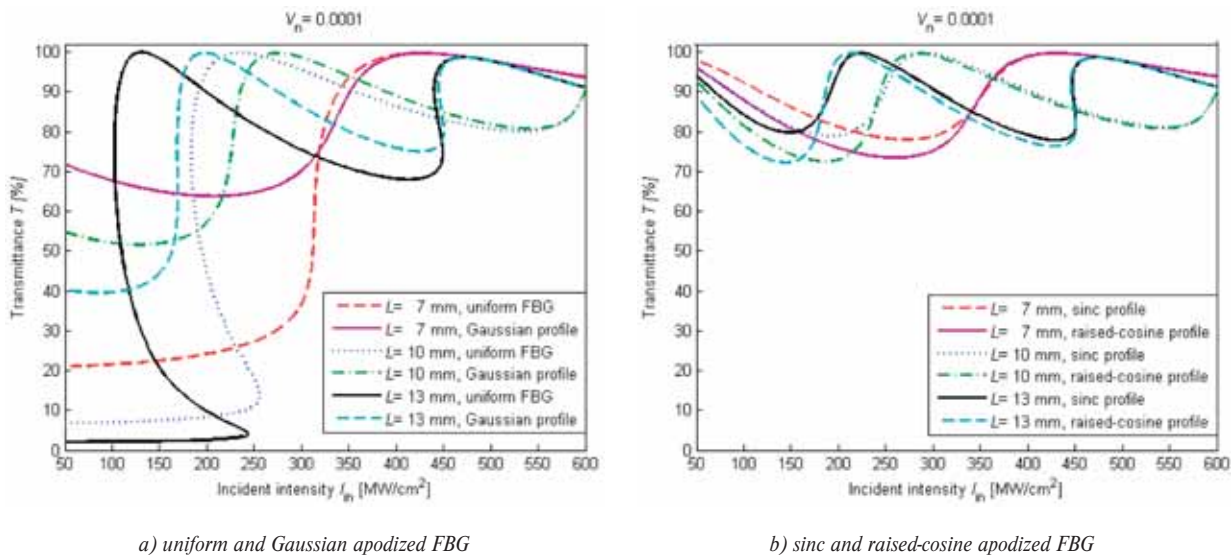 Vn= 0.0001
100
90
80
70
60
50
40
30
20
10
0
Transmittance T [%]
L= 7 mm, uniform FBG
L= 7 mm, Gaussian profile
L= 10 mm, uniform FBG
L= 10 mm, Gaussian profile
L= 13 mm, uniform FBG
L= 13 mm, Gaussian profile
50 100 150 200 250 300 350 400 450 500 550 600
Incident intensity Iin [MW/cm²]
a) uniform and Gaussian apodized FBG
Vn= 0.0001
100
90
80
70
60
50
40
30
20
10
0
Transmittance T [%]
L= 7 mm, sinc profile
L= 7 mm, raised-cosine profile
L= 10 mm, sinc profile
L= 10 mm, raised-cosine profile
L= 13 mm, sinc profile
L= 13 mm, raised-cosine profile
50 100 150 200 250 300 350 400 450 500 550 600
Incident intensity Iin [MW/cm²]
b) sinc and raised-cosine apodized FBG